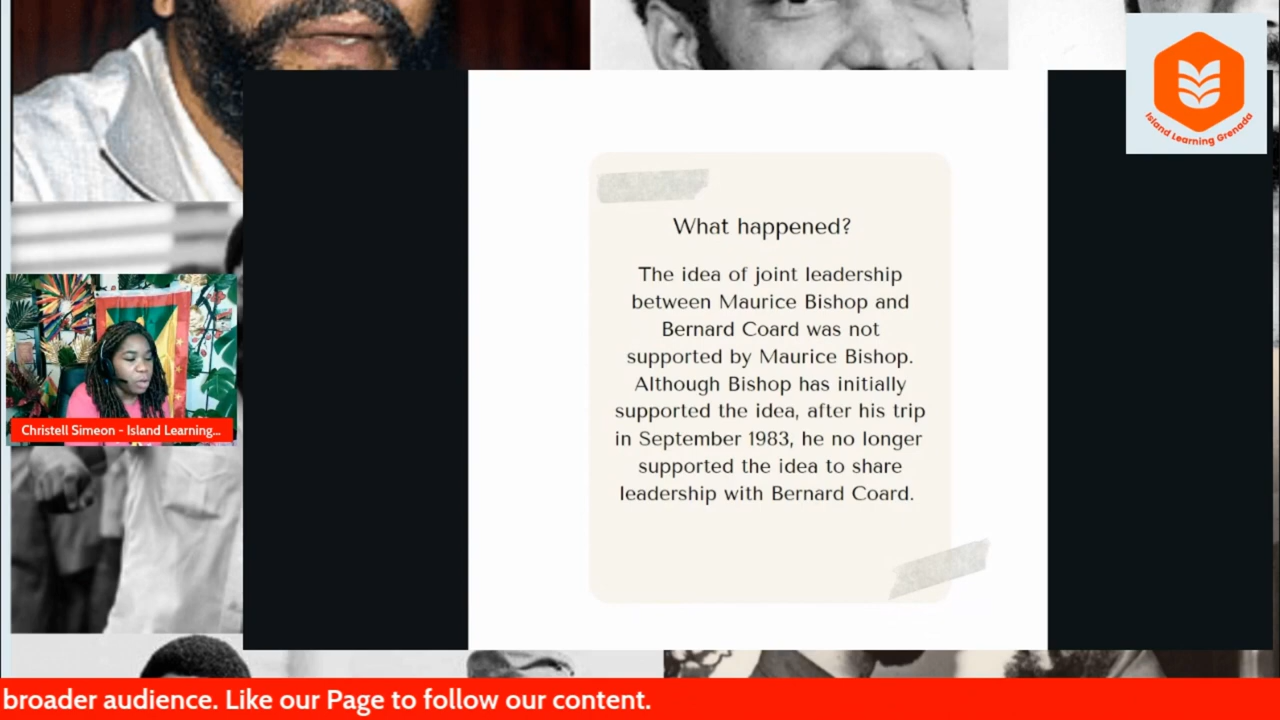 Island Learning Grenada
What happened?
The idea of joint leadership
between Maurice Bishop and
Bernard Coard was not
supported by Maurice Bishop.
Although Bishop has initially
supported the idea, after his trip
in September 1983, he no longer
supported the idea to share
leadership with Bernard Coard.
Christell Simeon - Island Learning...
broader audience. Like our Page to follow our content.